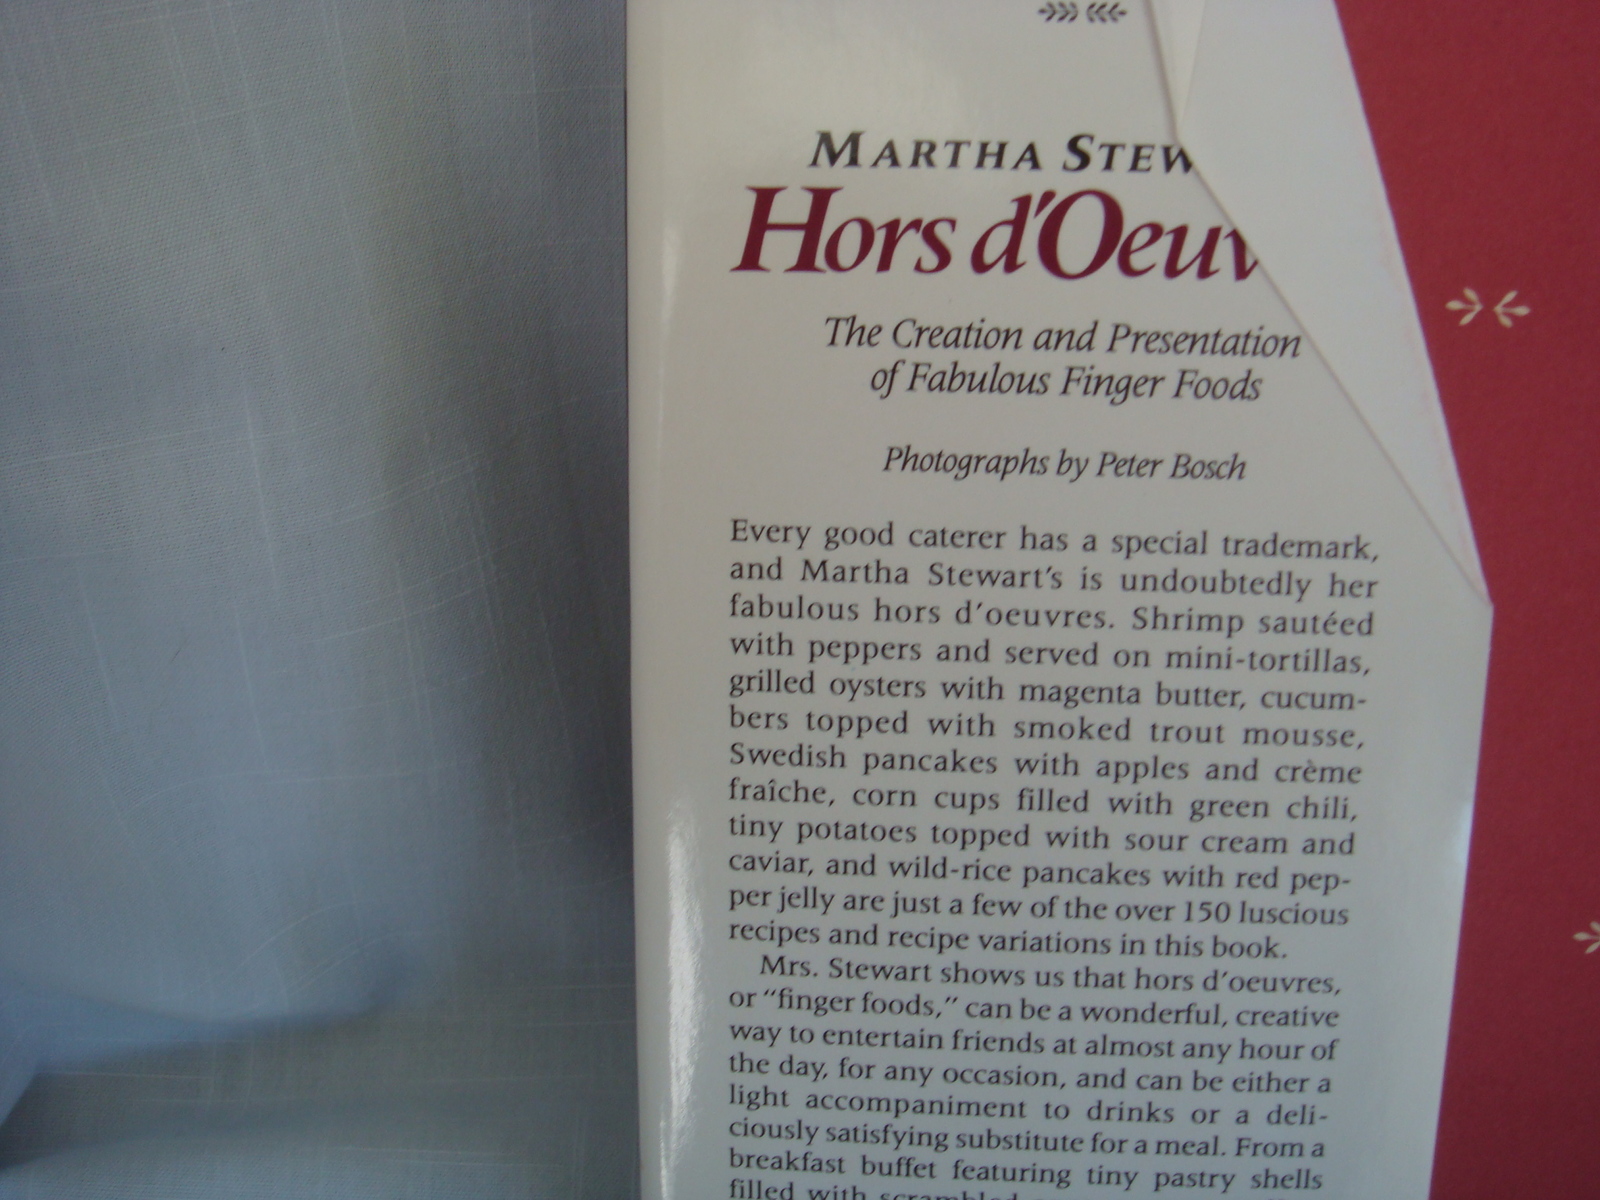 MARTHA STEW
Hors d'Oeuv
The Creation and Presentation
of Fabulous Finger Foods
Photographs by Peter Bosch
Every good caterer has a special trademark,
and Martha Stewart's is undoubtedly her
fabulous hors d'oeuvres. Shrimp sautéed
with peppers and served on mini-tortillas,
grilled oysters with magenta butter, cucum-
bers topped with smoked trout mousse,
Swedish pancakes with apples and crème
fraîche, corn cups filled with green chili,
tiny potatoes topped with sour cream and
caviar, and wild-rice pancakes with red pep-
per jelly are just a few of the over 150 luscious
recipes and recipe variations in this book.
Mrs. Stewart shows us that hors d'oeuvres,
or "finger foods," can be a wonderful, creative
way to entertain friends at almost any hour of
the day, for any occasion, and can be either a
light accompaniment to drinks or a deli-
ciously satisfying substitute for a meal. From a
breakfast buffet featuring tiny pastry shells
filled with